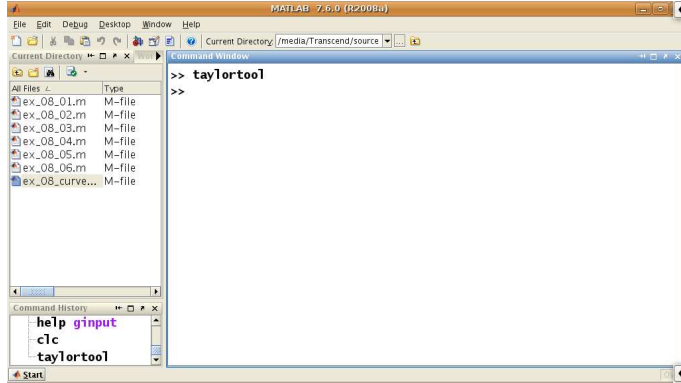 MATLAB 7.6.0 (R2008a)
File Edit Debug Desktop Window Help
Current Directory: /media/Transcend/source
Current Directory
Command Window
All Files Type
ex_08_01.m M-file
ex_08_02.m M-file
ex_08_03.m M-file
ex_08_04.m M-file
ex_08_05.m M-file
ex_08_06.m M-file
ex_08_curve... M-file
>> taylortool
>>
Command History
help ginput
clc
taylortool
Start